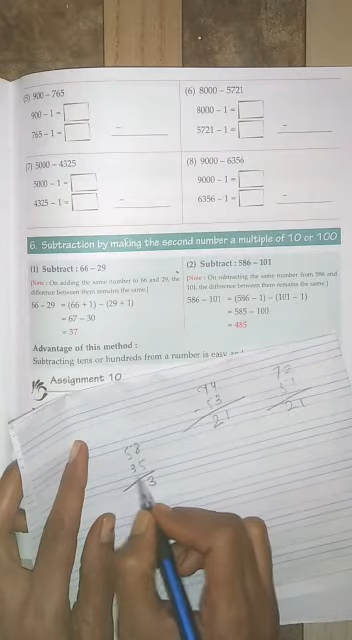 (5) 900 – 765
900 – 1 =
765 – 1 =
(6) 8000 – 5721
8000 – 1 =
5721 – 1 =
(7) 5000 – 4325
5000 – 1 =
4325 – 1 =
(8) 9000 – 6356
9000 – 1 =
6356 – 1 =
6. Subtraction by making the second number a multiple of 10 or 100
(1) Subtract : 66 – 29
[Note : On adding the same number to 66 and 29, the
difference between them remains the same.]
66 – 29 = (66 + 1) – (29 + 1)
= 67 – 30
= 37
(2) Subtract : 586 – 101
[Note : On subtracting the same number from 586 and
101, the difference between them remains the same.]
586 – 101 = (586 – 1) – (101 – 1)
= 585 – 100
= 485
Advantage of this method :
Subtracting tens or hundreds from a number is easy
Assignment 10
53
21
21
58
35
3